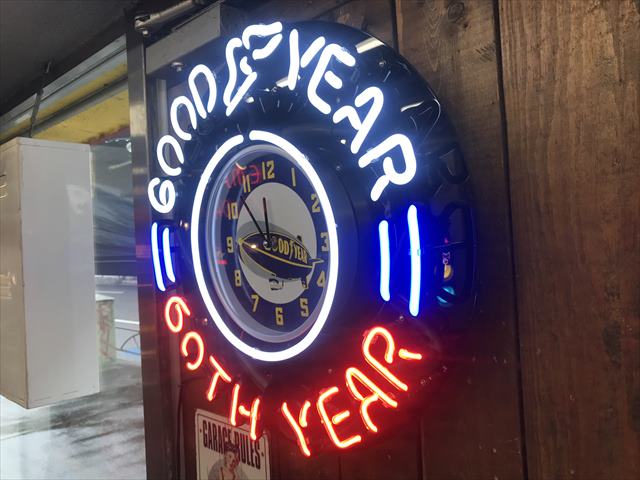 GOOD YEAR
11 12 1 2 3 4 5 6 7 8 9 10
GOOD YEAR
60TH YEAR
GARAGE RULES